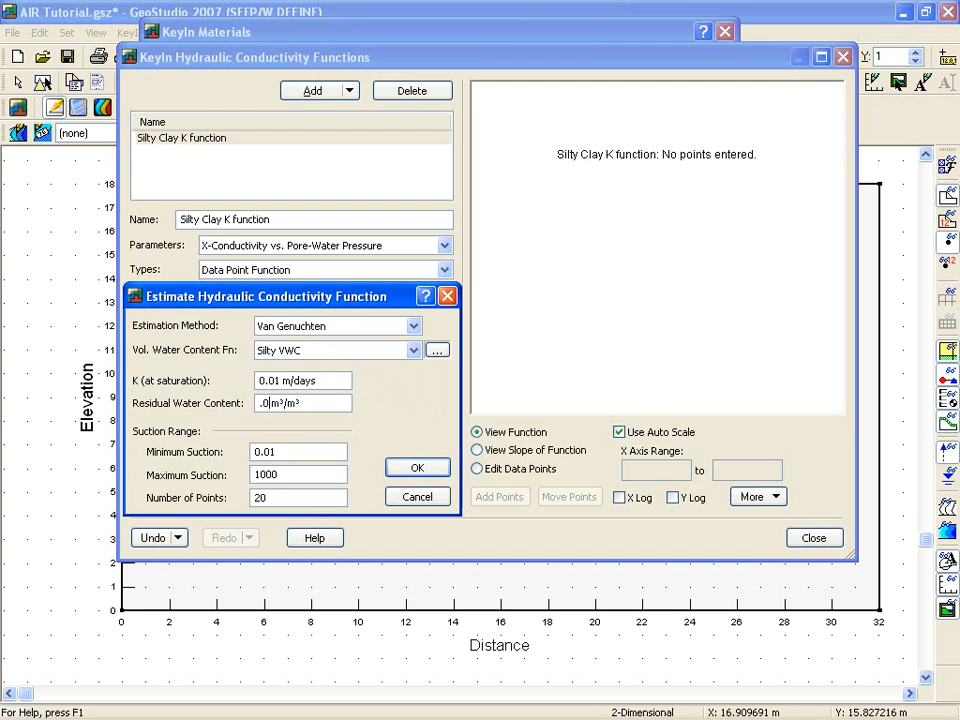 AIR Tutorial.gsz* - GeoStudio 2007 (SEEP/W DEFINE)
File Edit Set View KeyI
KeyIn Materials
KeyIn Hydraulic Conductivity Functions
Y: 1
(none)
Add Delete
Name
Silty Clay K function
Name: Silty Clay K function
Parameters: X-Conductivity vs. Pore-Water Pressure
Types: Data Point Function
Silty Clay K function: No points entered.
Estimate Hydraulic Conductivity Function
Estimation Method: Van Genuchten
Vol. Water Content Fn: Silty VWC ...
K (at saturation): 0.01 m/days
Residual Water Content: .0 m³/m³
Suction Range:
Minimum Suction: 0.01
Maximum Suction: 1000
Number of Points: 20
OK
Cancel
View Function
View Slope of Function
Edit Data Points
Use Auto Scale
X Axis Range:
to
Add Points Move Points X Log Y Log More
Undo Redo Help Close
18
17
16
15
14
13
12
11
10
9
8
7
6
5
4
3
2
1
0
Elevation
0 2 4 6 8 10 12 14 16 18 20 22 24 26 28 30 32
Distance
For Help, press F1 2-Dimensional X: 16.909691 m Y: 15.827216 m